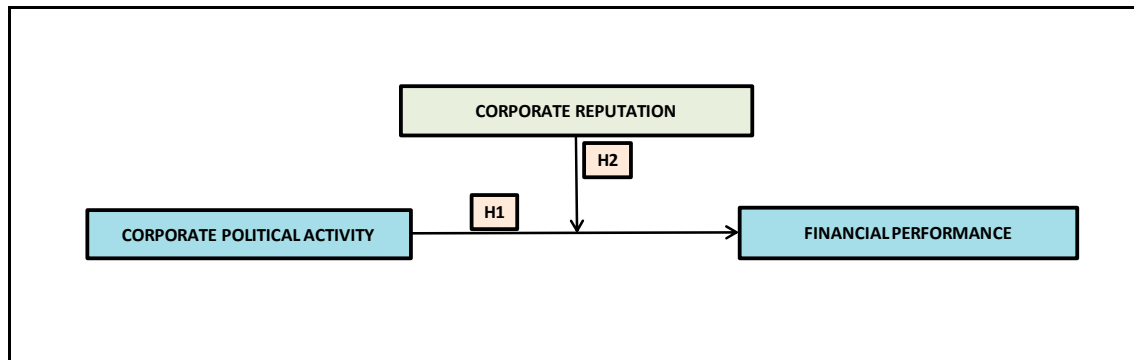 CORPORATE REPUTATION
H2
H1
CORPORATE POLITICAL ACTIVITY
FINANCIAL PERFORMANCE